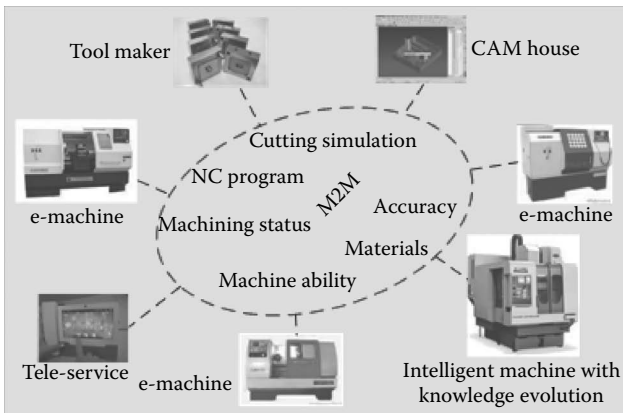 Tool maker
CAM house
Cutting simulation
NC program
M2M
Accuracy
e-machine
e-machine
Machining status
Materials
Machine ability
Tele-service
e-machine
Intelligent machine with
knowledge evolution